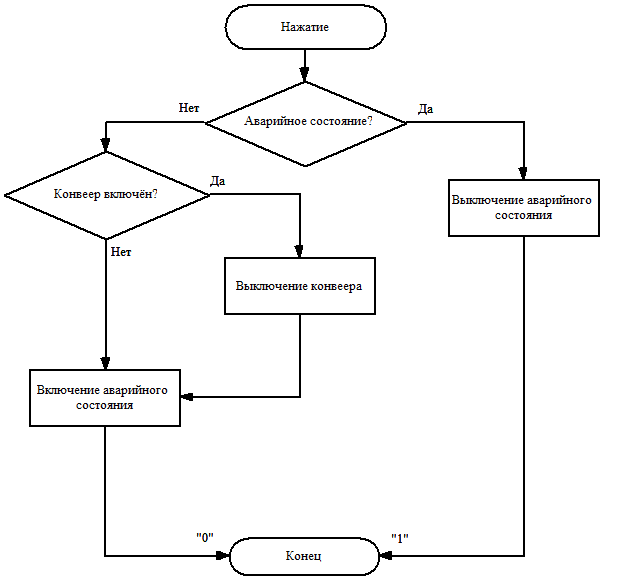 Нажатие
Нет
Аварийное состояние?
Да
Конвеер включён?
Да
Выключение аварийного
состояния
Нет
Выключение конвеера
Включение аварийного
состояния
"0"
"1"
Конец